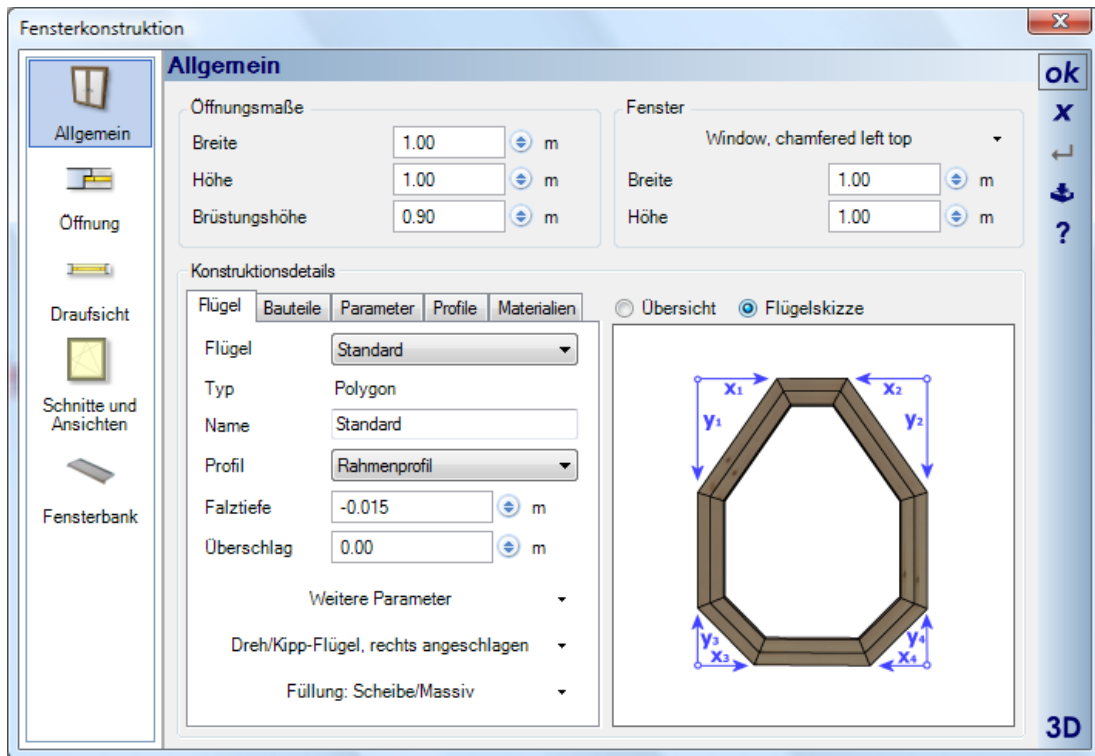 Fensterkonstruktion
x
Allgemein
Öffnung
Draufsicht
Schnitte und
Ansichten
Fensterbank
Allgemein
Öffnungsmaße
Breite 1.00 m
Höhe 1.00 m
Brüstungshöhe 0.90 m
Fenster
Window, chamfered left top
Breite 1.00 m
Höhe 1.00 m
Konstruktionsdetails
Flügel Bauteile Parameter Profile Materialien
Flügel Standard
Typ Polygon
Name Standard
Profil Rahmenprofil
Falztiefe -0.015 m
Überschlag 0.00 m
Weitere Parameter
Dreh/Kipp-Flügel, rechts angeschlagen
Füllung: Scheibe/Massiv
Übersicht Flügelskizze
x1 x2
y1 y2
y3 y4
x3 x4
ok
x
?
3D